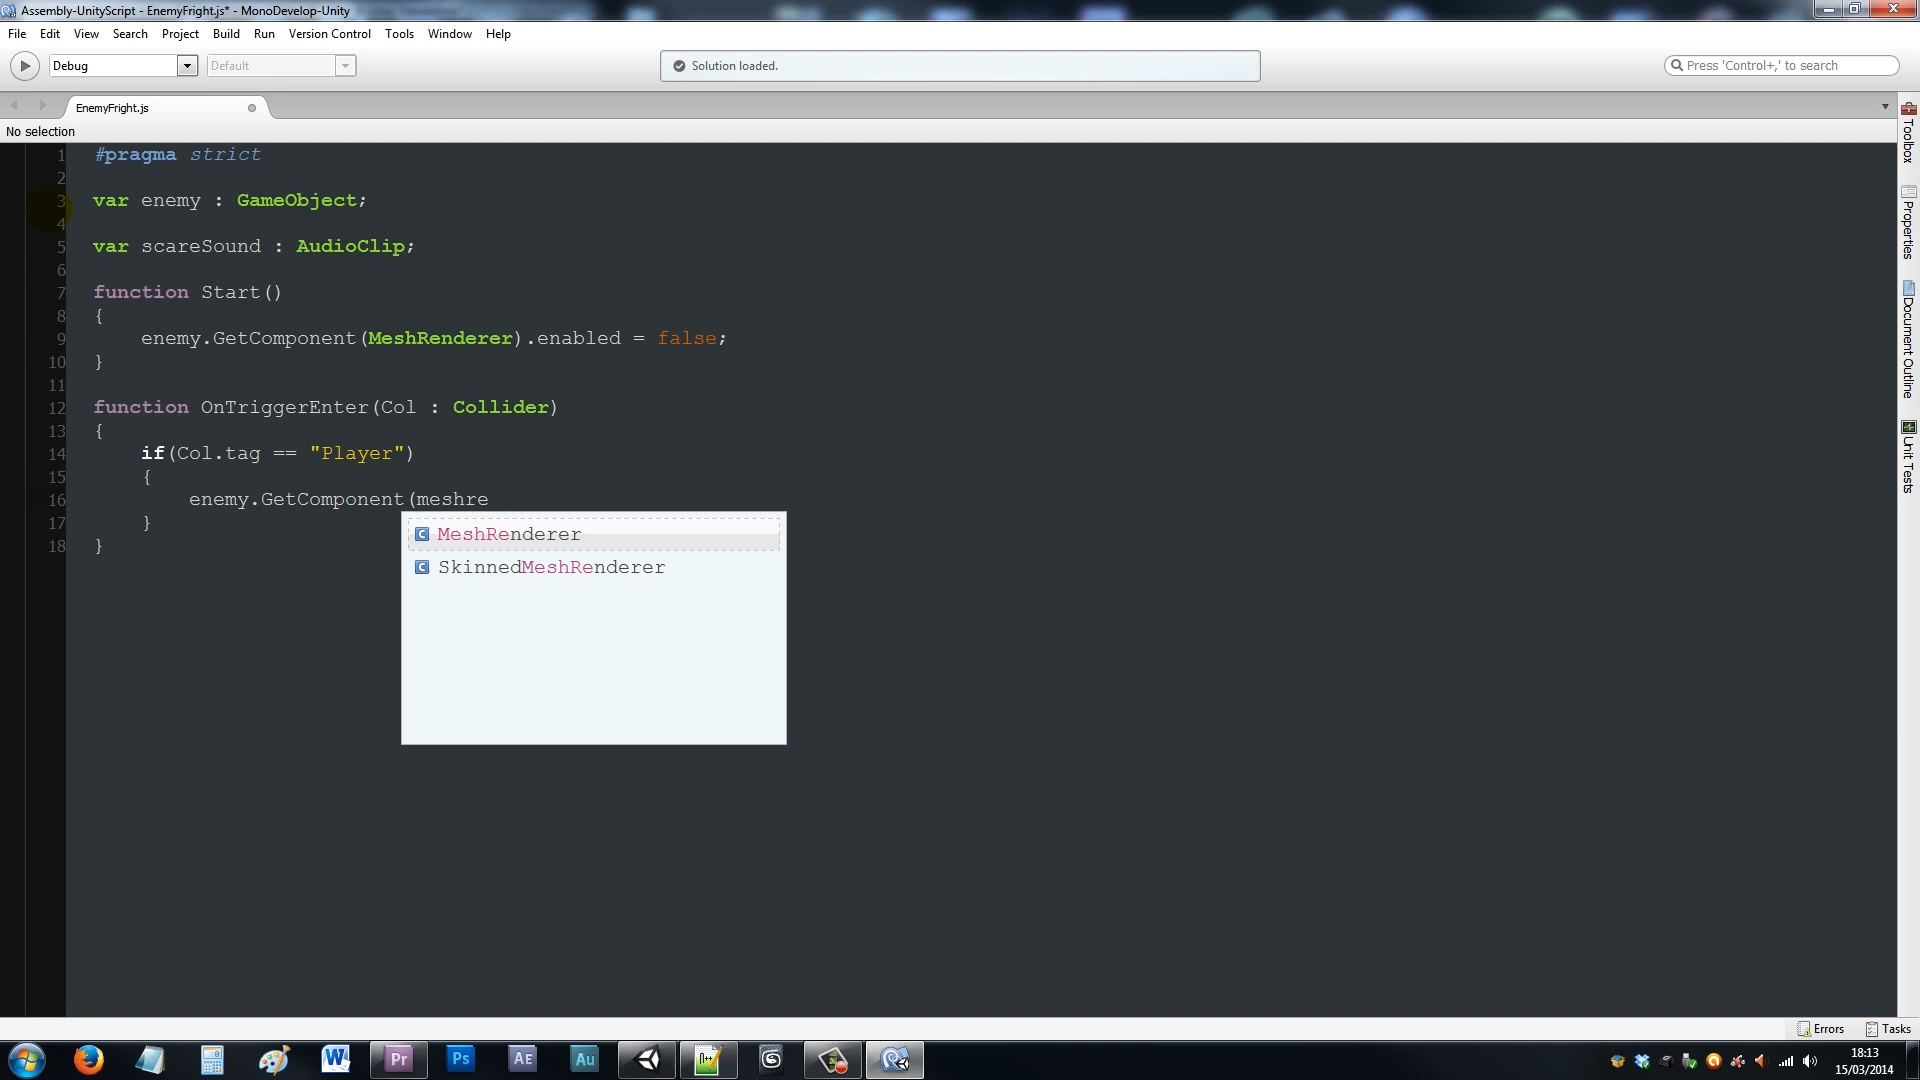 Assembly-UnityScript - EnemyFright.js* - MonoDevelop-Unity
File Edit View Search Project Build Run Version Control Tools Window Help
Debug Default Solution loaded. Press 'Control+,' to search
EnemyFright.js
No selection
1 #pragma strict
2
3 var enemy : GameObject;
4
5 var scareSound : AudioClip;
6
7 function Start()
8 {
9 enemy.GetComponent(MeshRenderer).enabled = false;
10 }
11
12 function OnTriggerEnter(Col : Collider)
13 {
14 if(Col.tag == "Player")
15 {
16 enemy.GetComponent(meshre
17 }
18 }
MeshRenderer
SkinnedMeshRenderer
Toolbox
Properties
Document Outline
Unit Tests
Errors Tasks
Pr Ps AE Au
18:13
15/03/2014